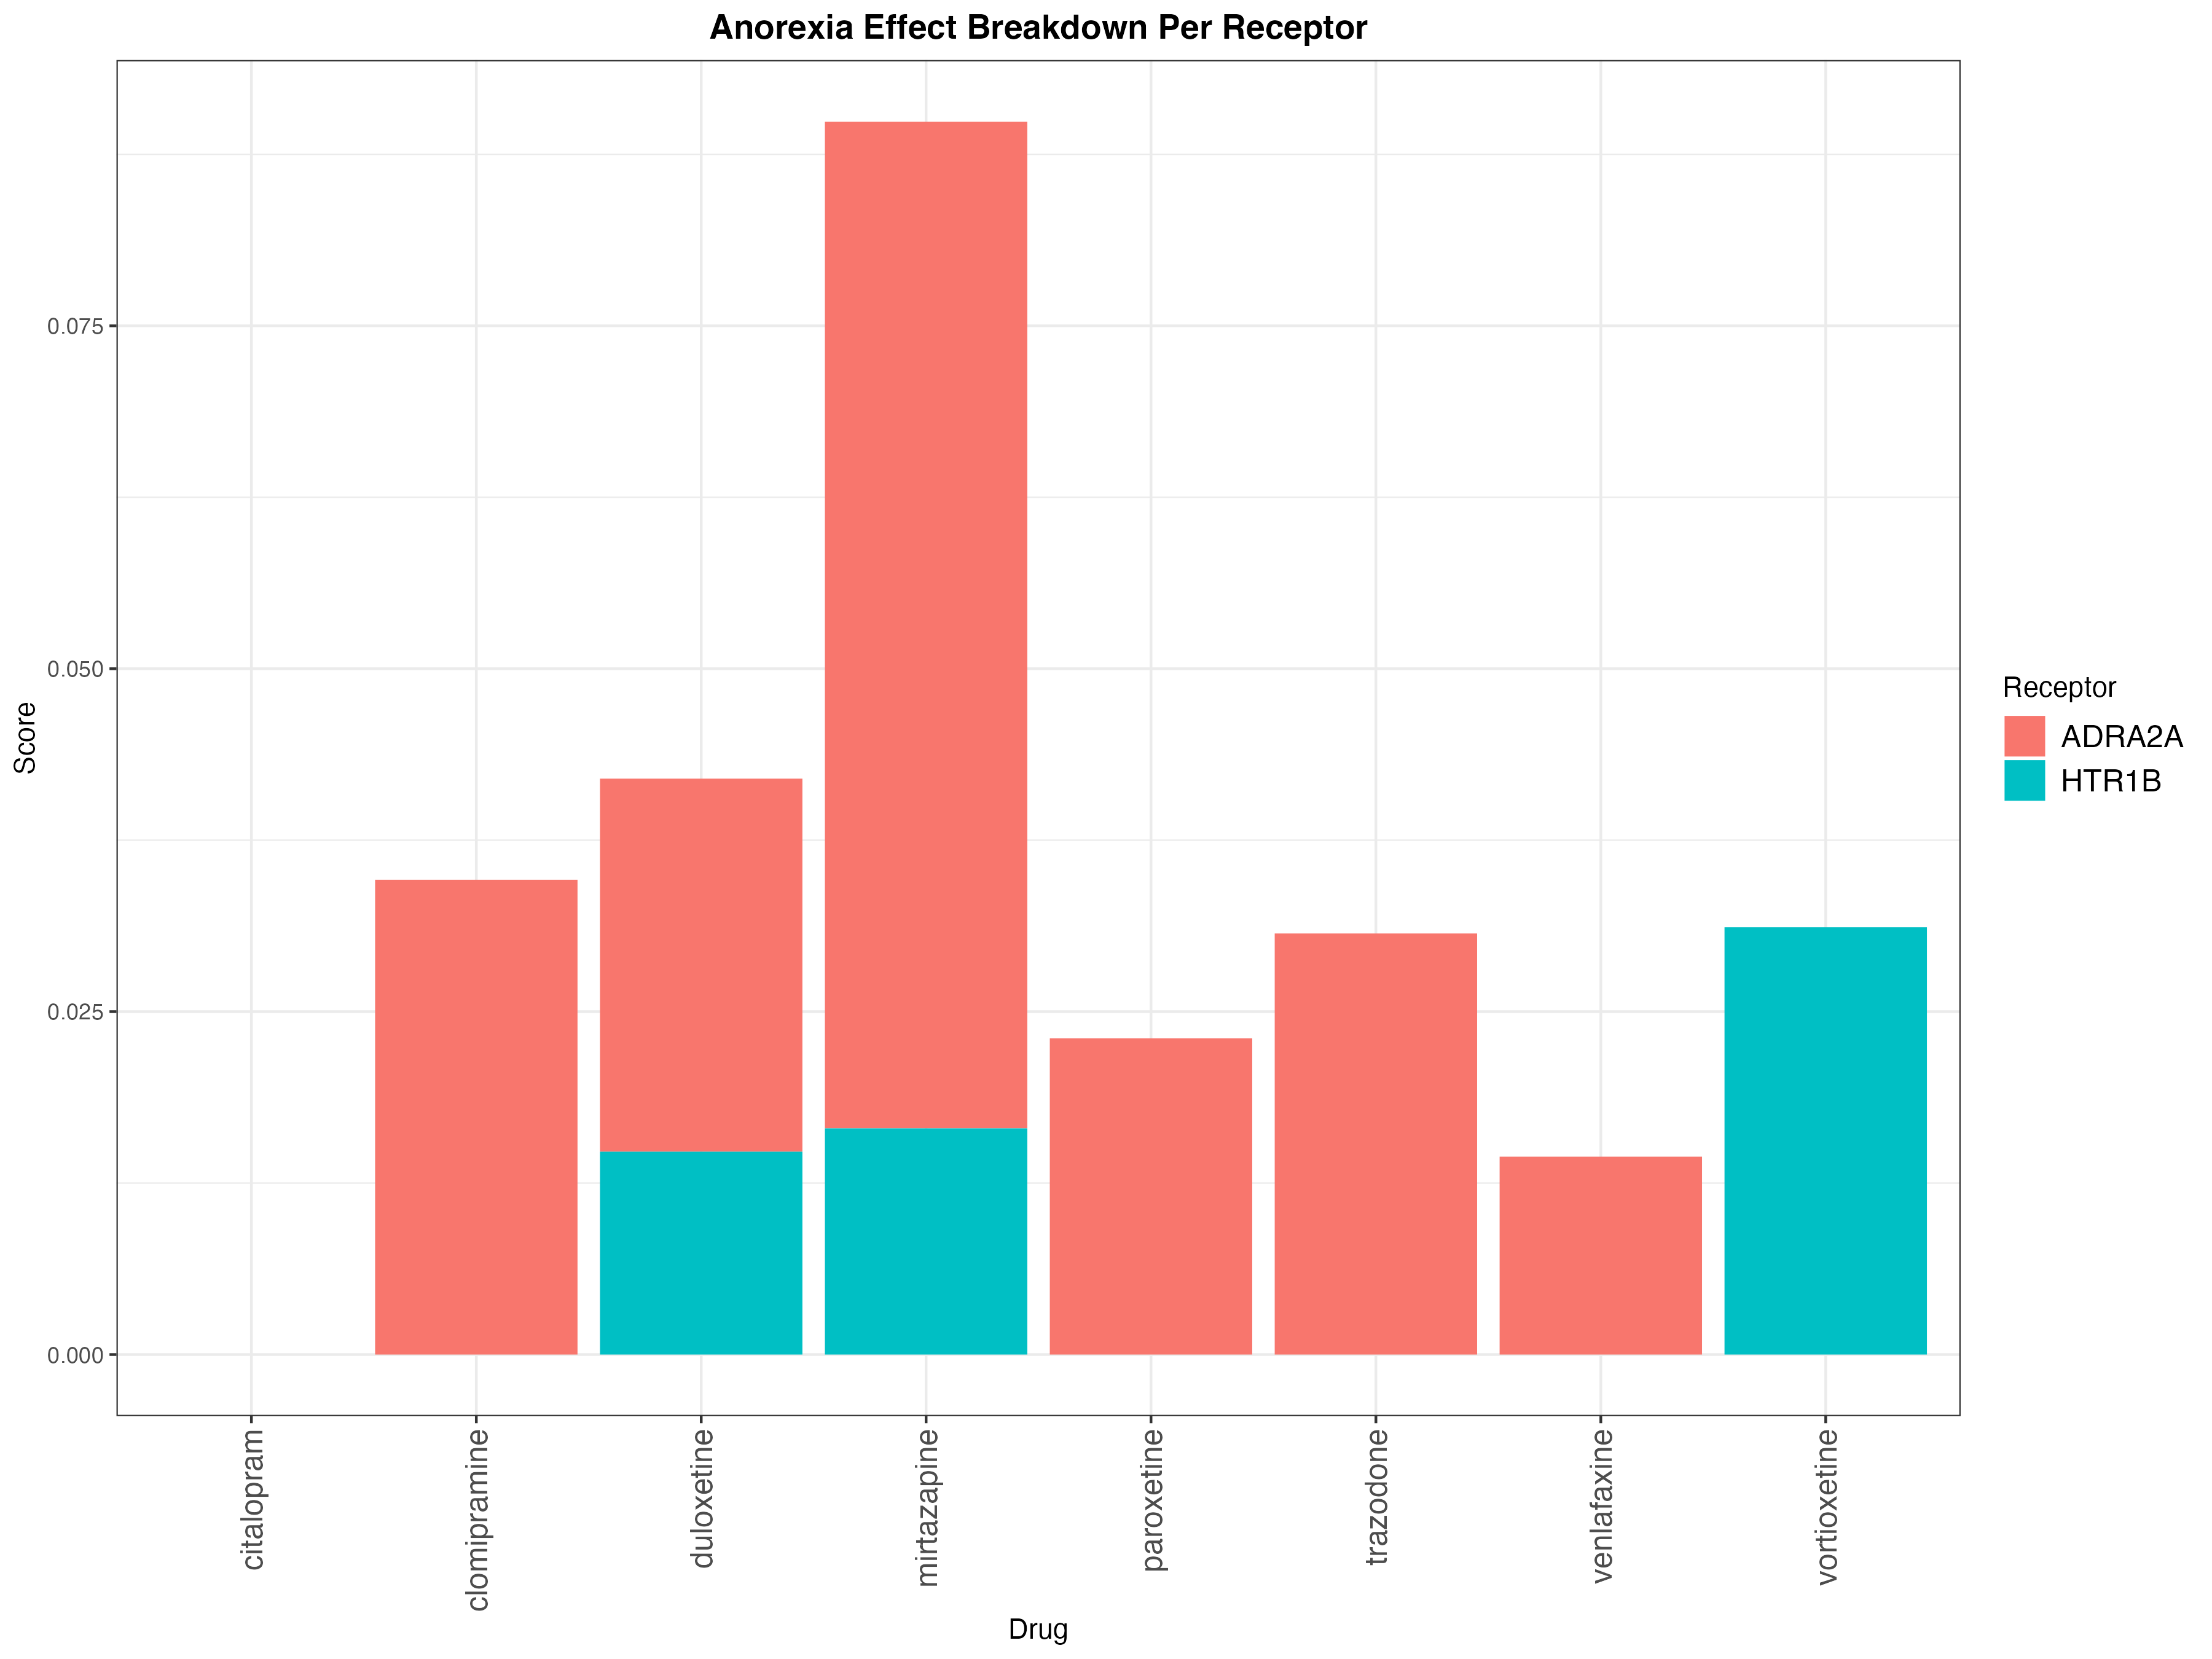 Anorexia Effect Breakdown Per Receptor
Score
0.075
0.050
0.025
0.000
citalopram
clomipramine
duloxetine
mirtazapine
paroxetine
trazodone
venlafaxine
vortioxetine
Drug
Receptor
ADRA2A
HTR1B